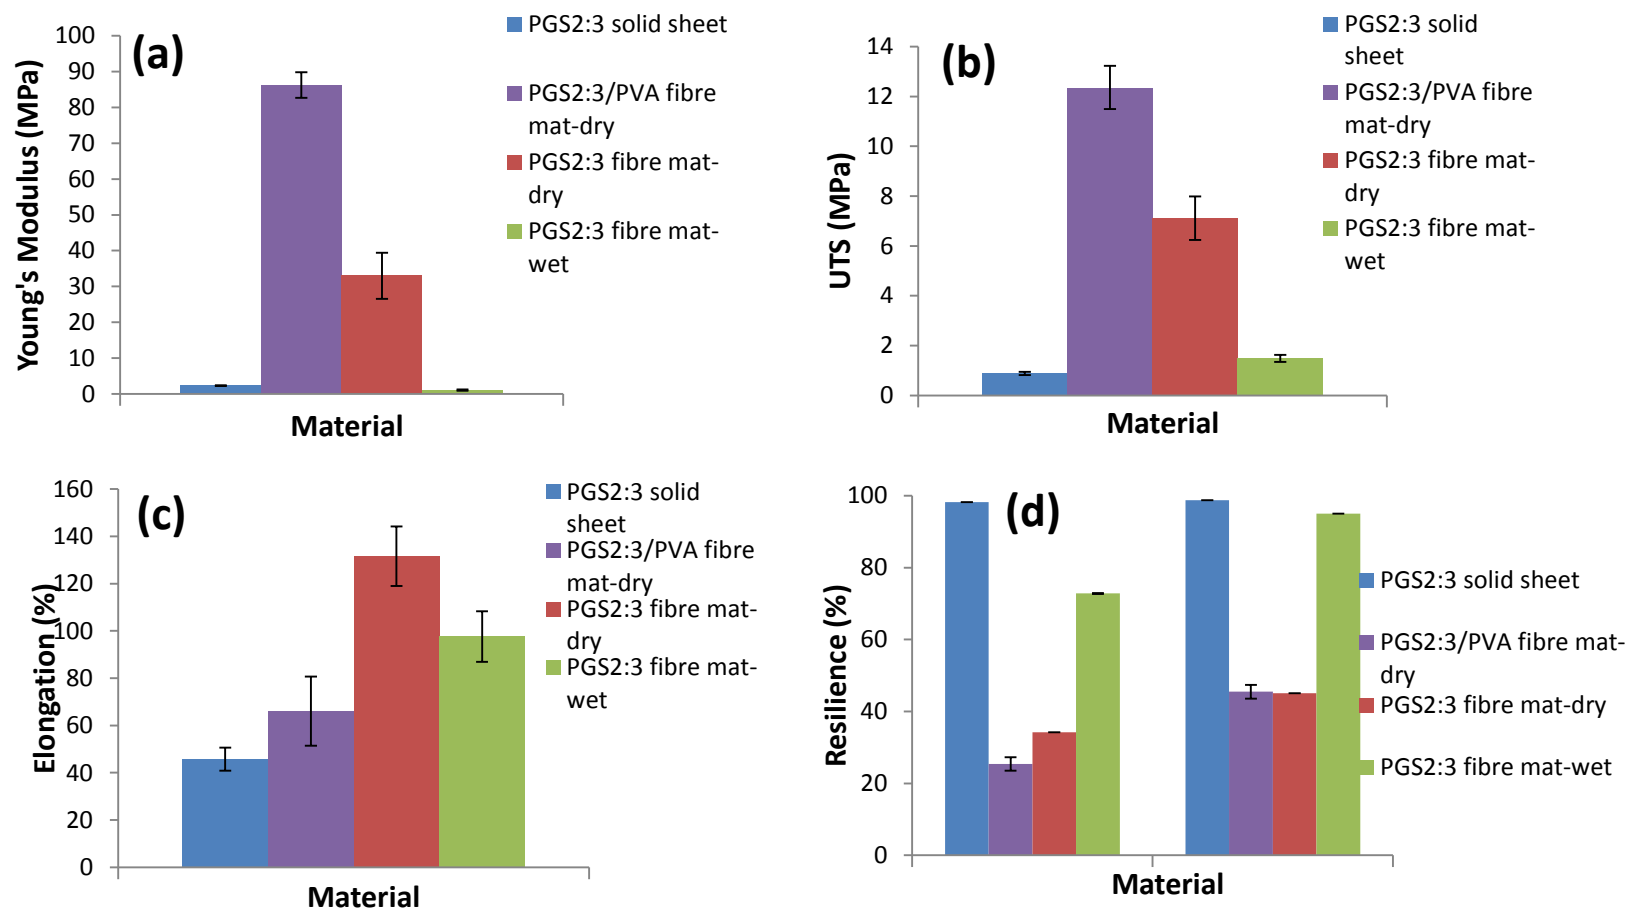 (a)
Young's Modulus (MPa)
100
90
80
70
60
50
40
30
20
10
0
Material
PGS2:3 solid sheet
PGS2:3/PVA fibre
mat-dry
PGS2:3 fibre mat-
dry
PGS2:3 fibre mat-
wet
(b)
UTS (MPa)
14
12
10
8
6
4
2
0
Material
PGS2:3 solid
sheet
PGS2:3/PVA fibre
mat-dry
PGS2:3 fibre mat-
dry
PGS2:3 fibre mat-
wet
(c)
Elongation (%)
160
140
120
100
80
60
40
20
0
Material
PGS2:3 solid
sheet
PGS2:3/PVA fibre
mat-dry
PGS2:3 fibre mat-
dry
PGS2:3 fibre mat-
wet
(d)
Resilience (%)
100
80
60
40
20
0
Material
PGS2:3 solid sheet
PGS2:3/PVA fibre mat-
dry
PGS2:3 fibre mat-dry
PGS2:3 fibre mat-wet